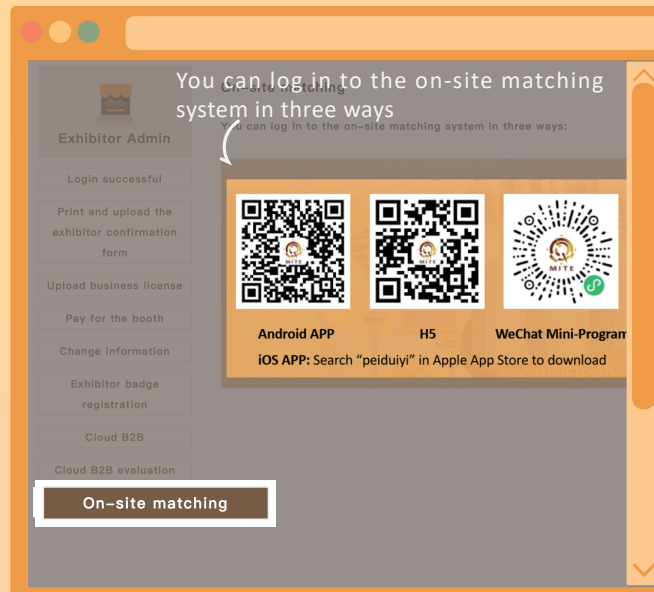 You can log in to the on-site matching
system in three ways
On-site matching
You can log in to the on-site matching system in three ways:
Exhibitor Admin
Login successful
Print and upload the
exhibitor confirmation
form
Upload business license
Pay for the booth
Change information
Exhibitor badge
registration
Cloud B2B
Cloud B2B evaluation
On-site matching
MITE
MITE
MITE
Android APP
H5
WeChat Mini-Program
iOS APP: Search “peiduiyi” in Apple App Store to download